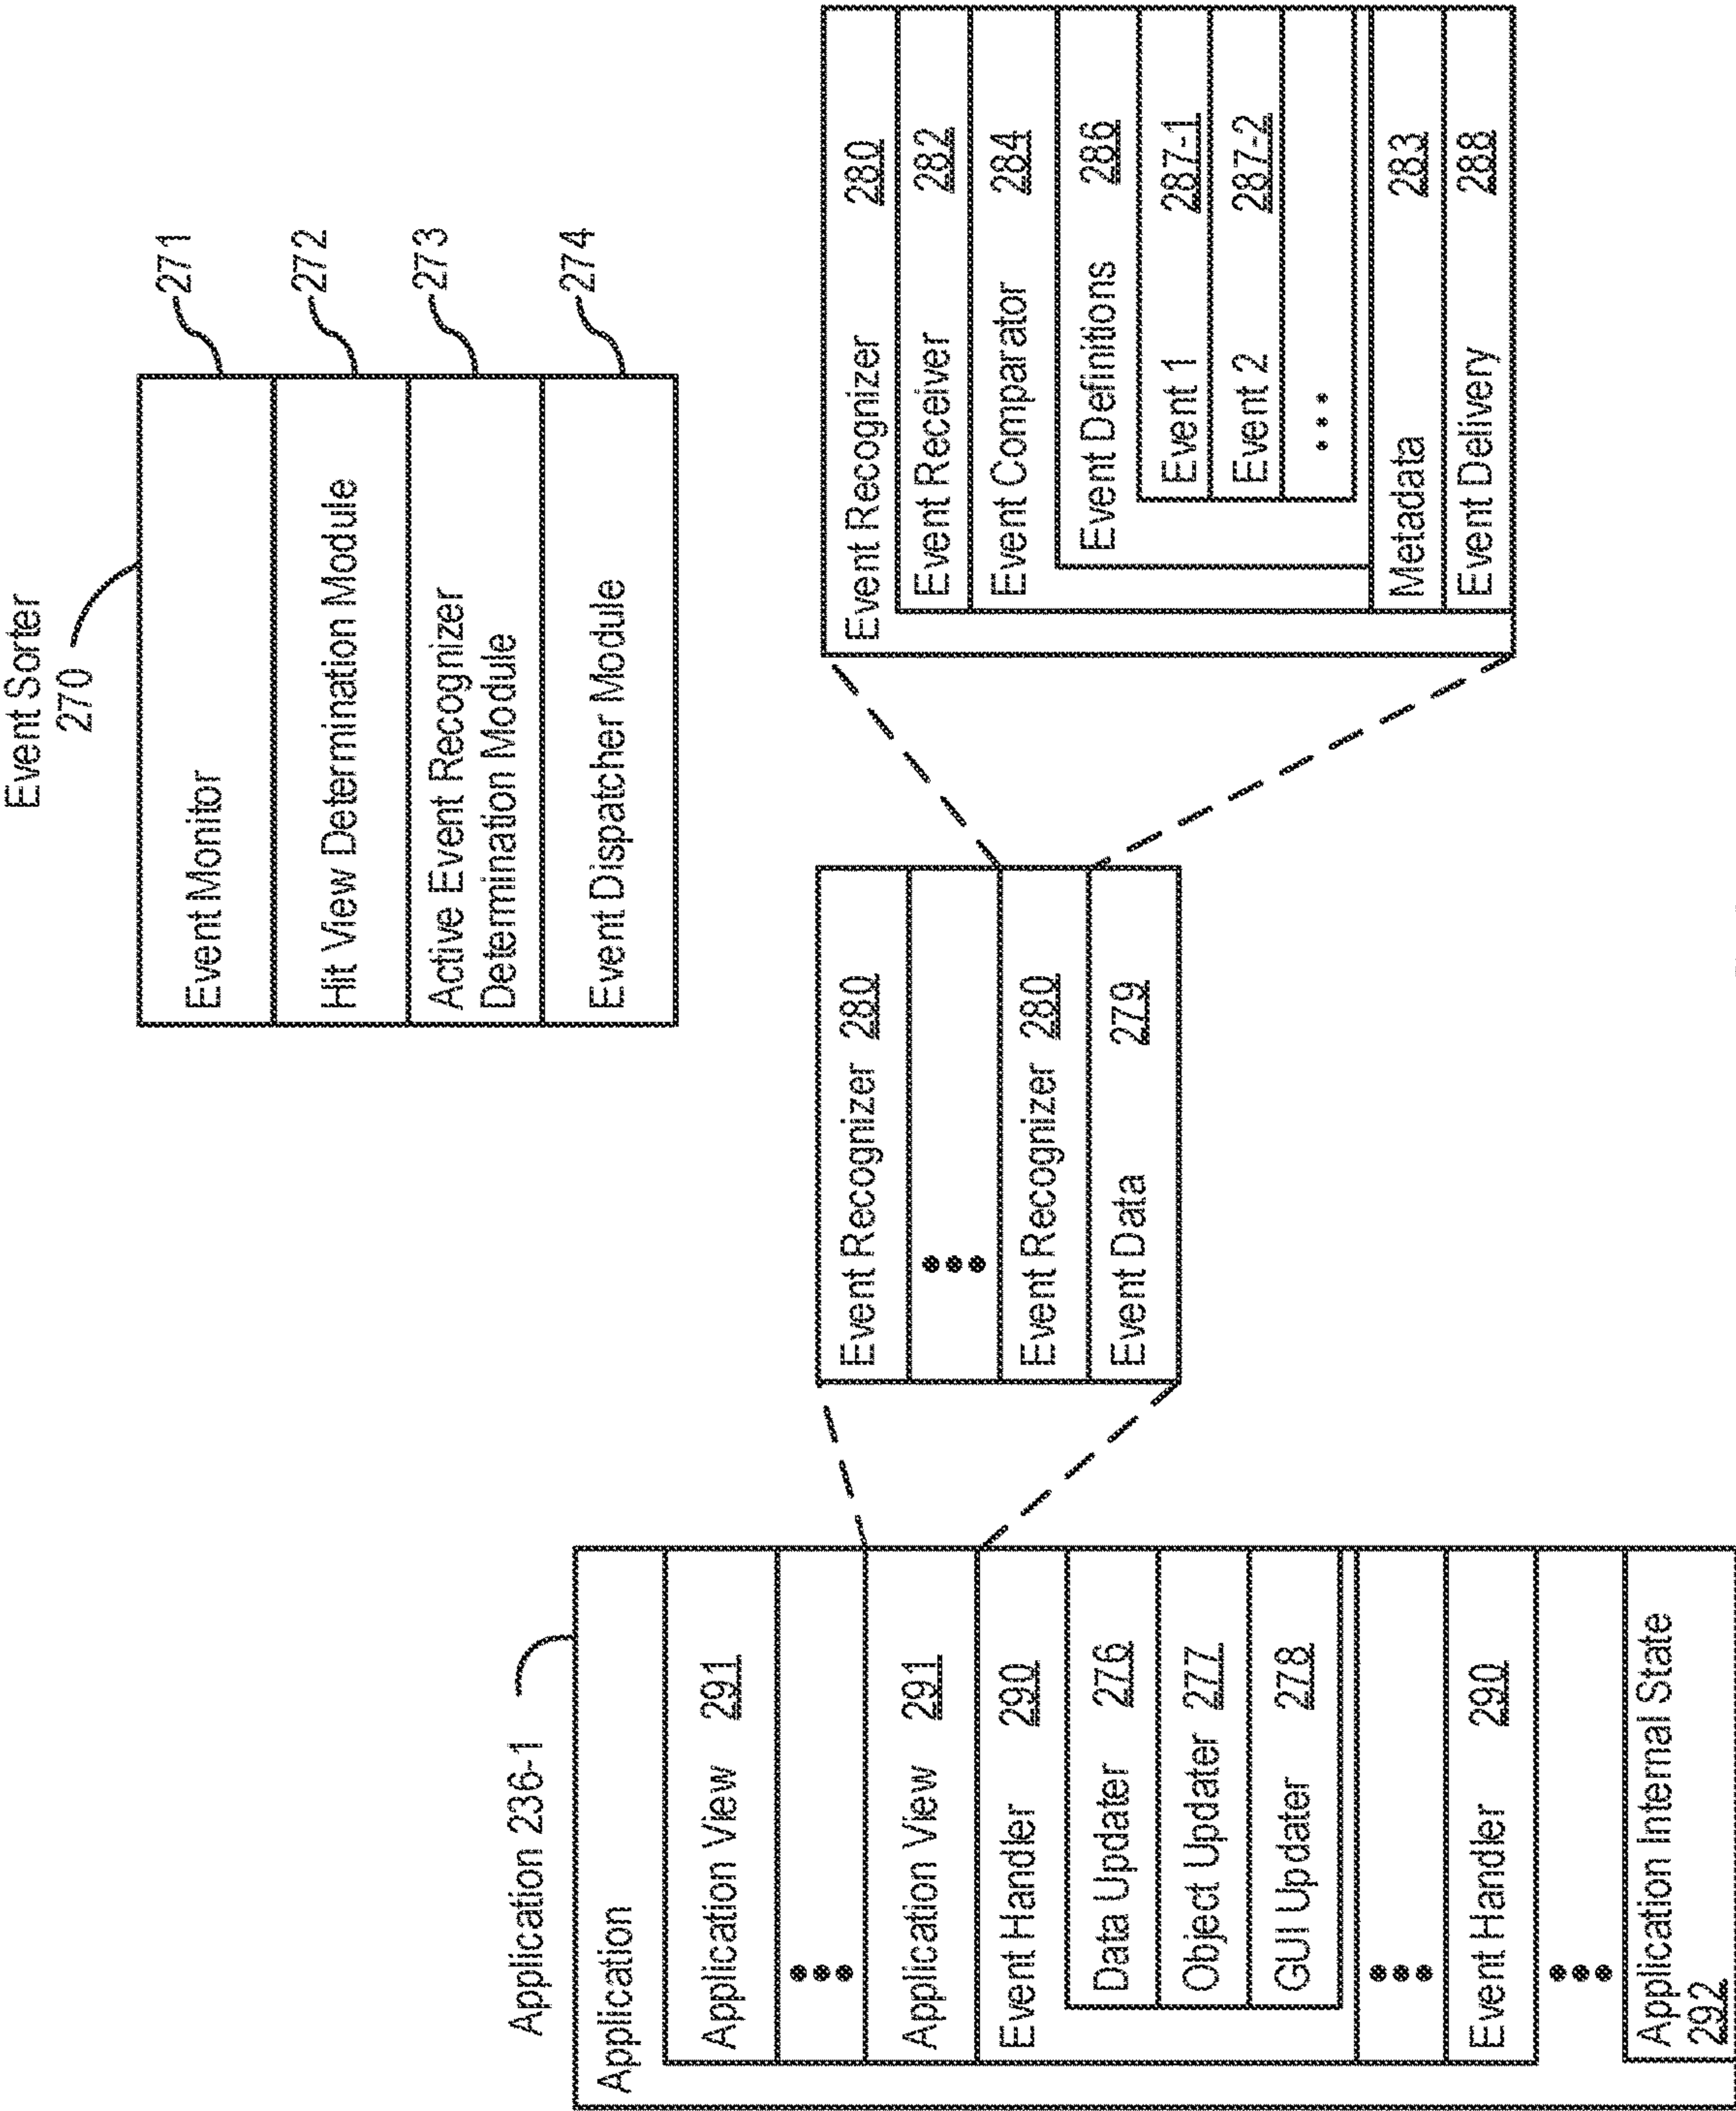 Event Sorter
270
Event Monitor
271
Hit View Determination Module
272
Active Event Recognizer
Determination Module
273
Event Dispatcher Module
274
Application 236-1
Application
Application View 291
Application View 291
Event Handler 290
Data Updater 276
Object Updater 277
GUI Updater 278
Event Handler 290
Application Internal State
292
Event Recognizer 280
Event Recognizer 280
Event Data 279
Event Recognizer 280
Event Receiver 282
Event Comparator 284
Event Definitions 286
Event 1 287-1
Event 2 287-2
Metadata 283
Event Delivery 288